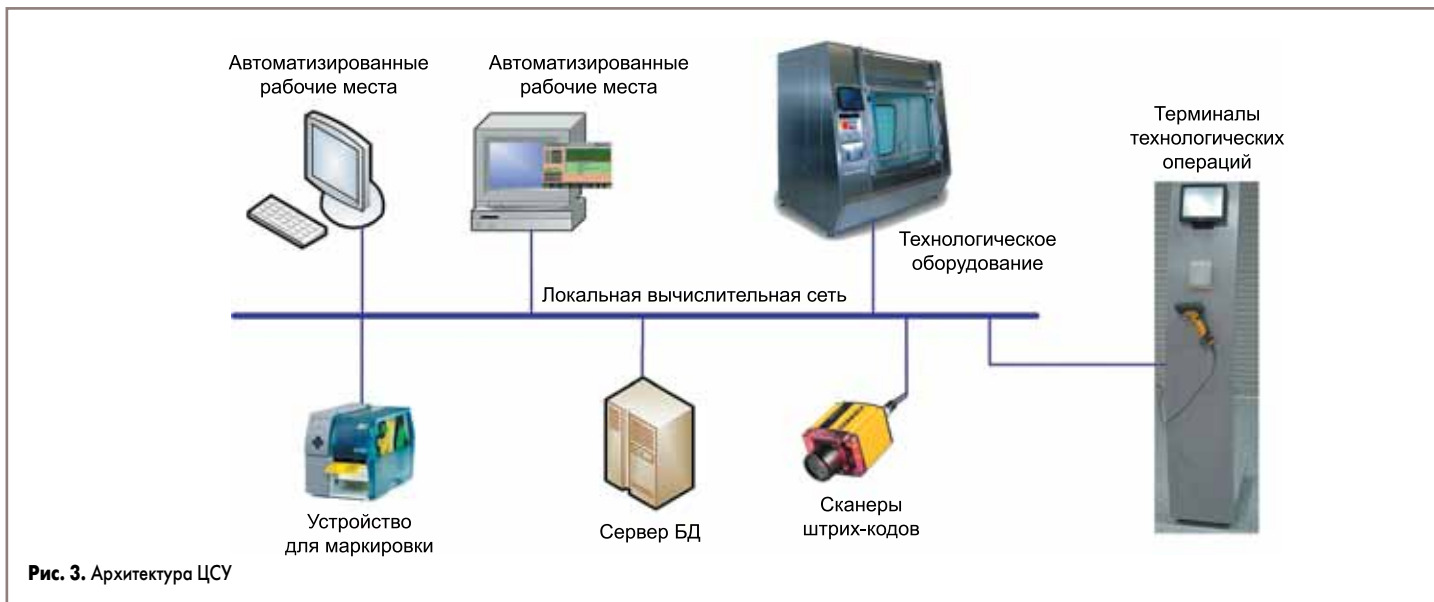 Автоматизированные
рабочие места
Автоматизированные
рабочие места
Терминалы
технологических
операций
Технологическое
оборудование
Локальная вычислительная сеть
Устройство
для маркировки
Сервер БД
Сканеры
штрих-кодов
Рис. 3. Архитектура ЦСУ